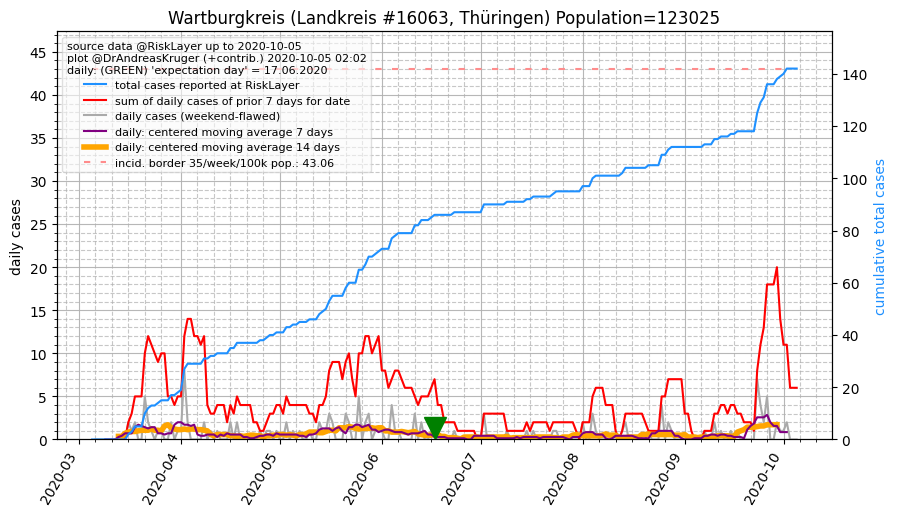 Wartburgkreis (Landkreis #16063, Thüringen) Population=123025
source data @RiskLayer up to 2020-10-05
plot @DrAndreasKruger (+contrib.) 2020-10-05 02:02
daily: (GREEN) 'expectation day' = 17.06.2020
total cases reported at RiskLayer
sum of daily cases of prior 7 days for date
daily cases (weekend-flawed)
daily: centered moving average 7 days
daily: centered moving average 14 days
incid. border 35/week/100k pop.: 43.06
daily cases
45
40
35
30
25
20
15
10
5
0
cumulative total cases
140
120
100
80
60
40
20
0
2020-03
2020-04
2020-05
2020-06
2020-07
2020-08
2020-09
2020-10